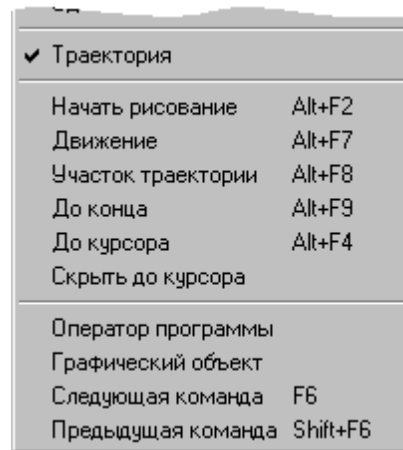 Траектория
Начать рисование Alt+F2
Движение Alt+F7
Участок траектории Alt+F8
До конца Alt+F9
До курсора Alt+F4
Скрыть до курсора
Оператор программы
Графический объект
Следующая команда F6
Предыдущая команда Shift+F6